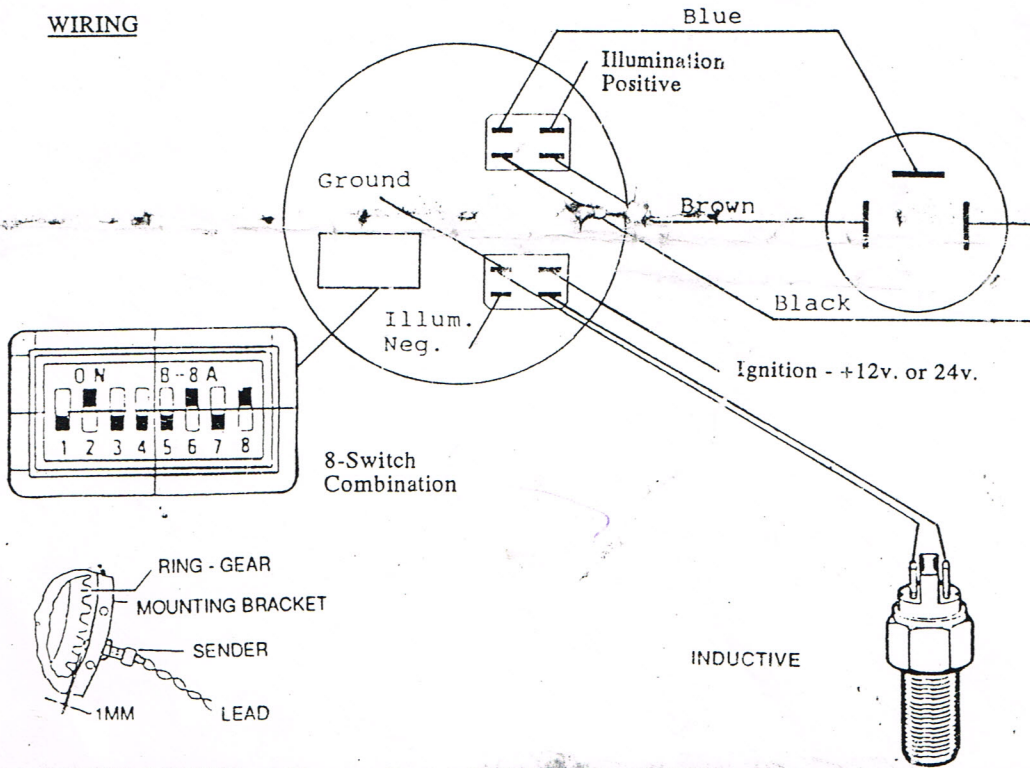 WIRING
Blue
Illumination
Positive
Ground
Brown
Illum.
Neg.
Black
Ignition - +12v. or 24v.
ON B--8A
1 2 3 4 5 6 7 8
8-Switch
Combination
RING - GEAR
MOUNTING BRACKET
SENDER
INDUCTIVE
1MM
LEAD